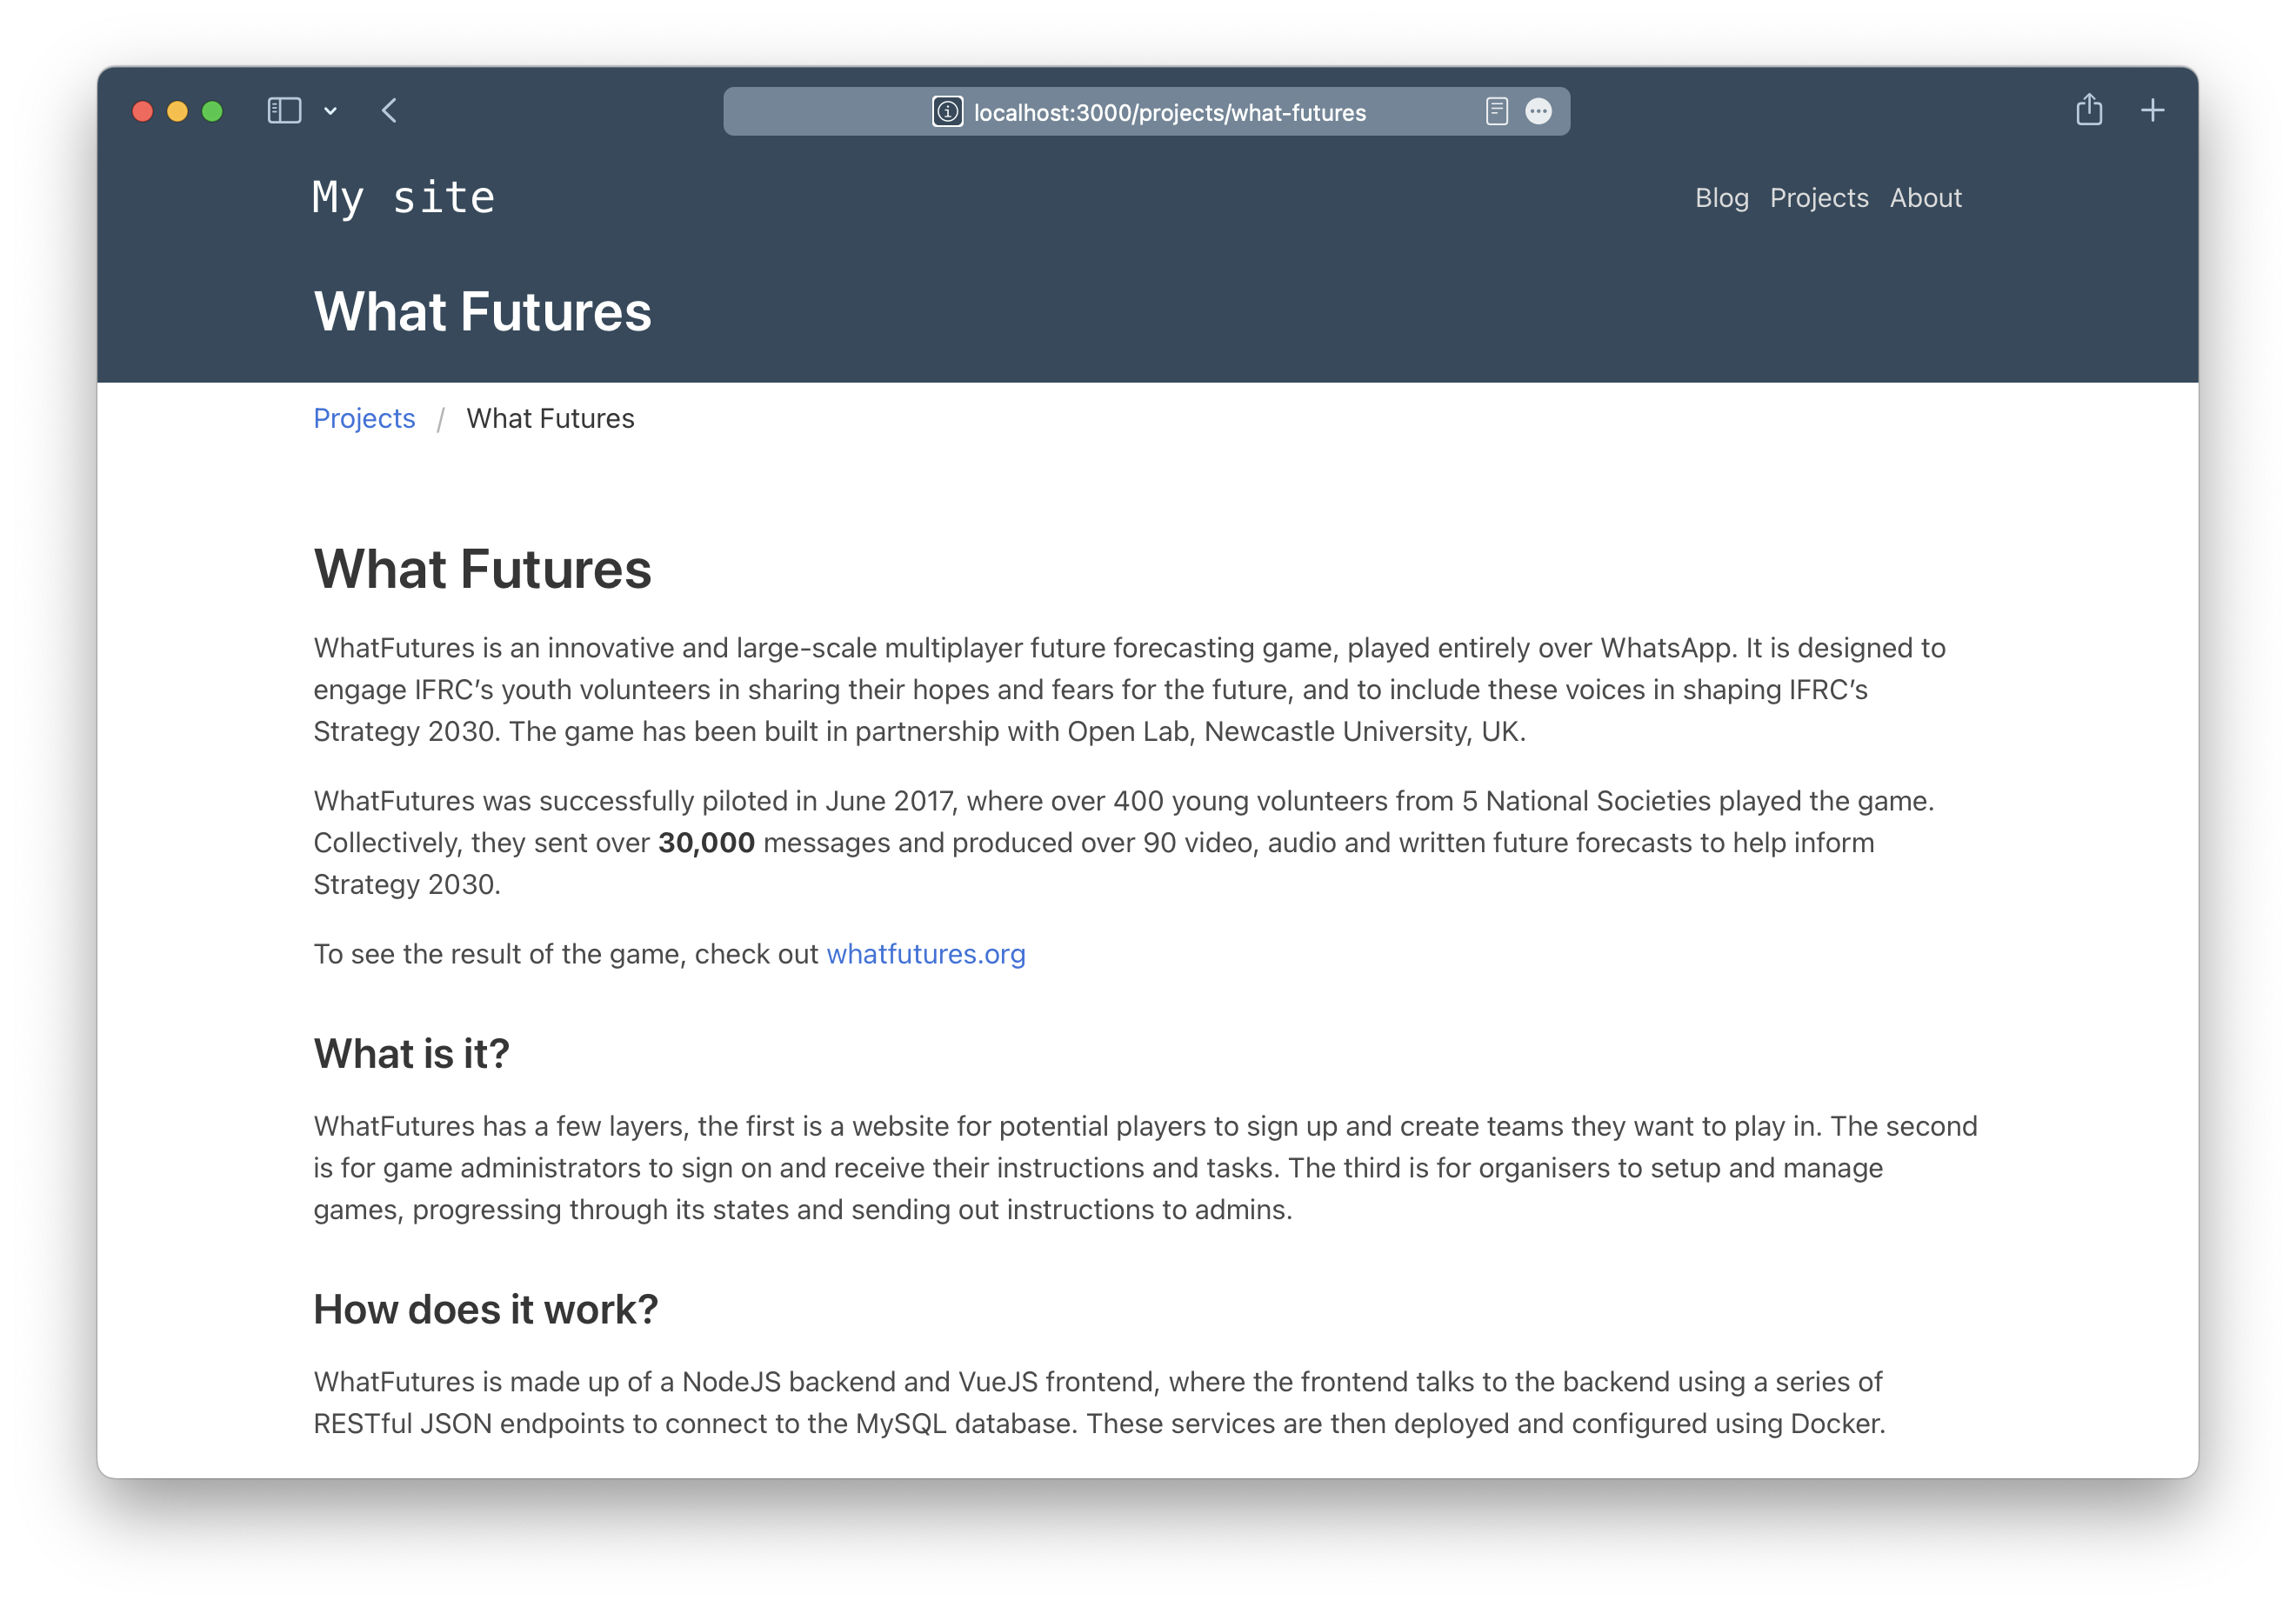 localhost:3000/projects/what-futures
My site
Blog Projects About
What Futures
Projects / What Futures
What Futures
WhatFutures is an innovative and large-scale multiplayer future forecasting game, played entirely over WhatsApp. It is designed to
engage IFRC’s youth volunteers in sharing their hopes and fears for the future, and to include these voices in shaping IFRC’s
Strategy 2030. The game has been built in partnership with Open Lab, Newcastle University, UK.
WhatFutures was successfully piloted in June 2017, where over 400 young volunteers from 5 National Societies played the game.
Collectively, they sent over 30,000 messages and produced over 90 video, audio and written future forecasts to help inform
Strategy 2030.
To see the result of the game, check out whatfutures.org
What is it?
WhatFutures has a few layers, the first is a website for potential players to sign up and create teams they want to play in. The second
is for game administrators to sign on and receive their instructions and tasks. The third is for organisers to setup and manage
games, progressing through its states and sending out instructions to admins.
How does it work?
WhatFutures is made up of a NodeJS backend and VueJS frontend, where the frontend talks to the backend using a series of
RESTful JSON endpoints to connect to the MySQL database. These services are then deployed and configured using Docker.